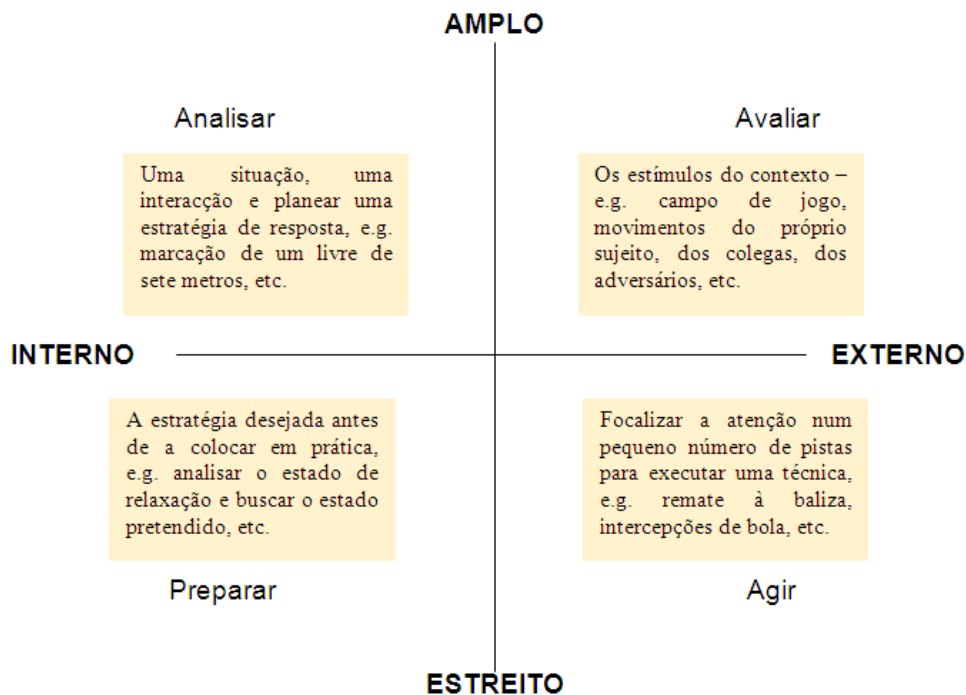 AMPLO
Analisar
Uma situação, uma
interacção e planear uma
estratégia de resposta, e.g.
marcação de um livre de
sete metros, etc.
Avaliar
Os estímulos do contexto –
e.g. campo de jogo,
movimentos do próprio
sujeito, dos colegas, dos
adversários, etc.
INTERNO
EXTERNO
A estratégia desejada antes
de a colocar em prática,
e.g. analisar o estado de
relaxação e buscar o estado
pretendido, etc.
Preparar
Focalizar a atenção num
pequeno número de pistas
para executar uma técnica,
e.g. remate à baliza,
intercepções de bola, etc.
Agir
ESTREITO